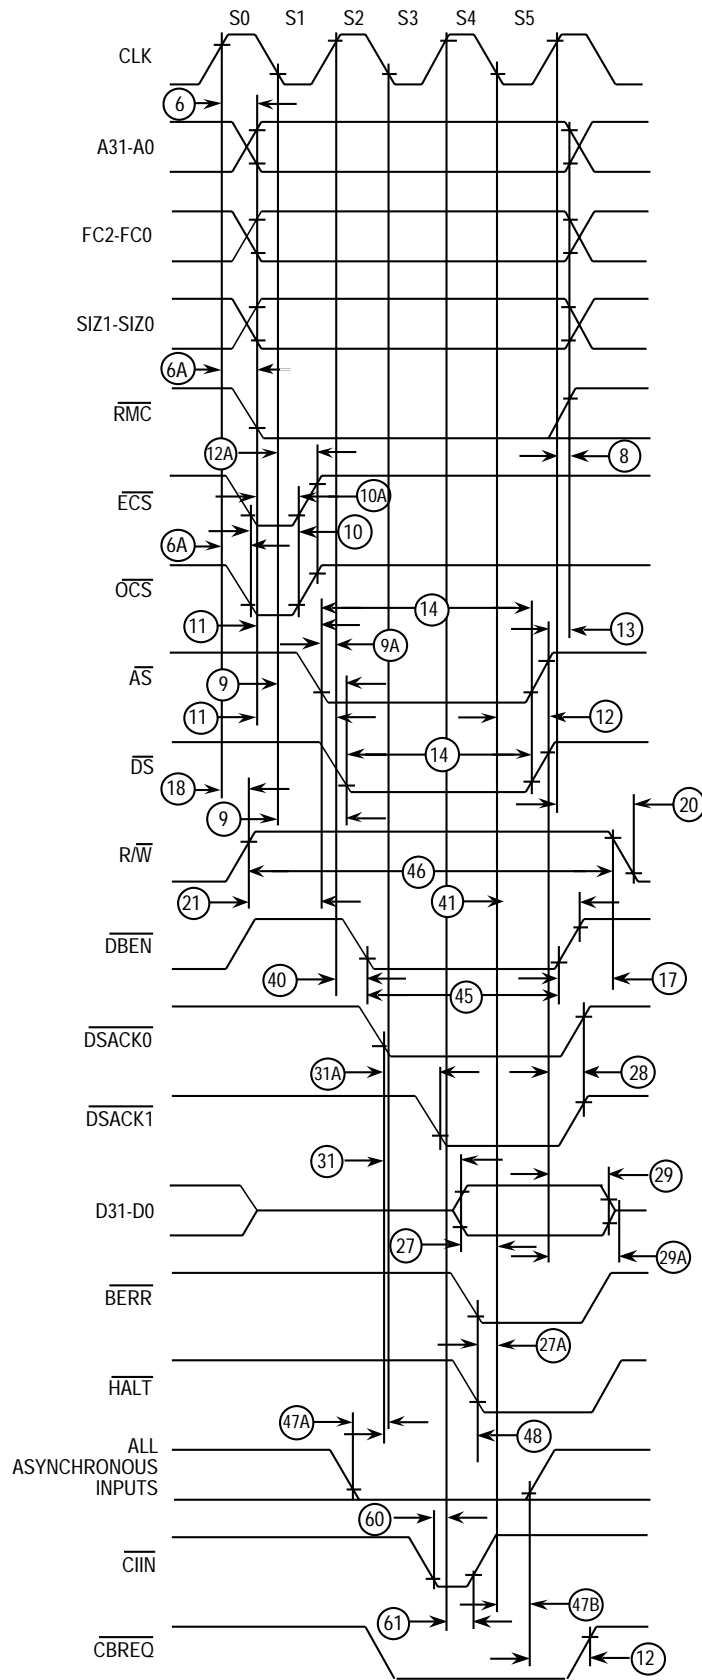 S0 S1 S2 S3 S4 S5
CLK
6
A31-A0
FC2-FC0
SIZ1-SIZ0
6A
RMC
12A
8
ECS
10A
10
6A
OCS
14
11
9A
13
AS
9
11
12
14
DS
18
20
9
R/W
46
21
41
DBEN
40
45
17
DSACK0
31A
28
DSACK1
31
29
D31-D0
27
29A
BERR
27A
HALT
47A
48
ALL
ASYNCHRONOUS
INPUTS
60
CIIN
47B
61
CBREQ
12